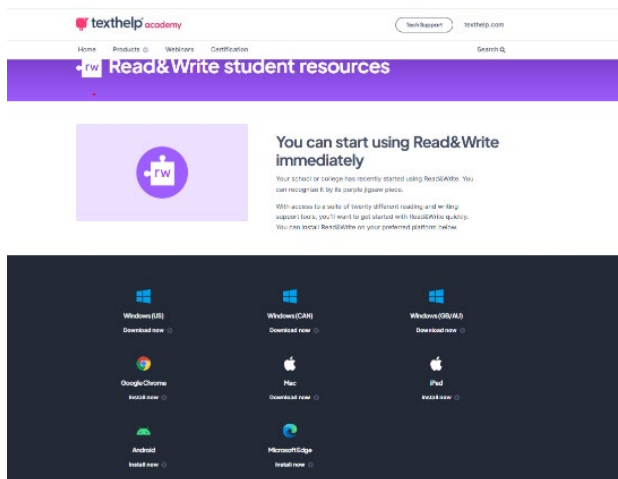 texthelp academy
Tech Support texthelp.com
Home Products Webinars Certification Search
rw Read&Write student resources
rw
You can start using Read&Write
immediately
Your school or college has recently started using Read&Write. You
can recognize it by its purple jigsaw piece.
With access to a suite of twenty different reading and writing
support tools, you'll want to get started with Read&Write quickly.
You can install Read&Write on your preferred platform below.
Windows (US) Windows (CAN) Windows (GB/AU)
Download now Download now Download now
Google Chrome Mac iPad
Install now Download now Install now
Android Microsoft Edge
Install now Install now